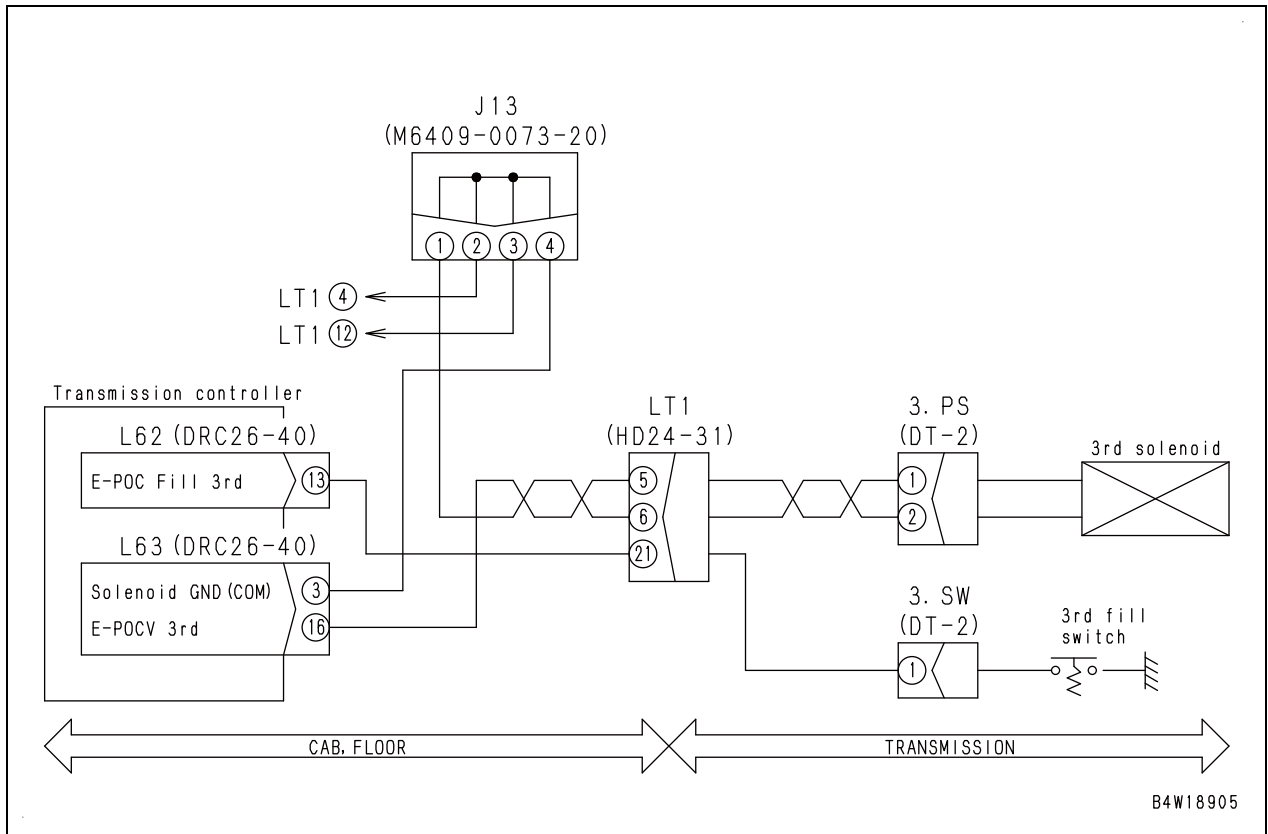 J13
(M6409-0073-20)
1 2 3 4
LT1 4
LT1 12
Transmission controller
L62 (DRC26-40)
E-POC Fill 3rd 13
L63 (DRC26-40)
Solenoid GND (COM) 3
E-POCV 3rd 16
LT1
(HD24-31)
5
6
21
3. PS
(DT-2)
1
2
3rd solenoid
3. SW
(DT-2)
1
3rd fill
switch
CAB, FLOOR
TRANSMISSION
B4W18905